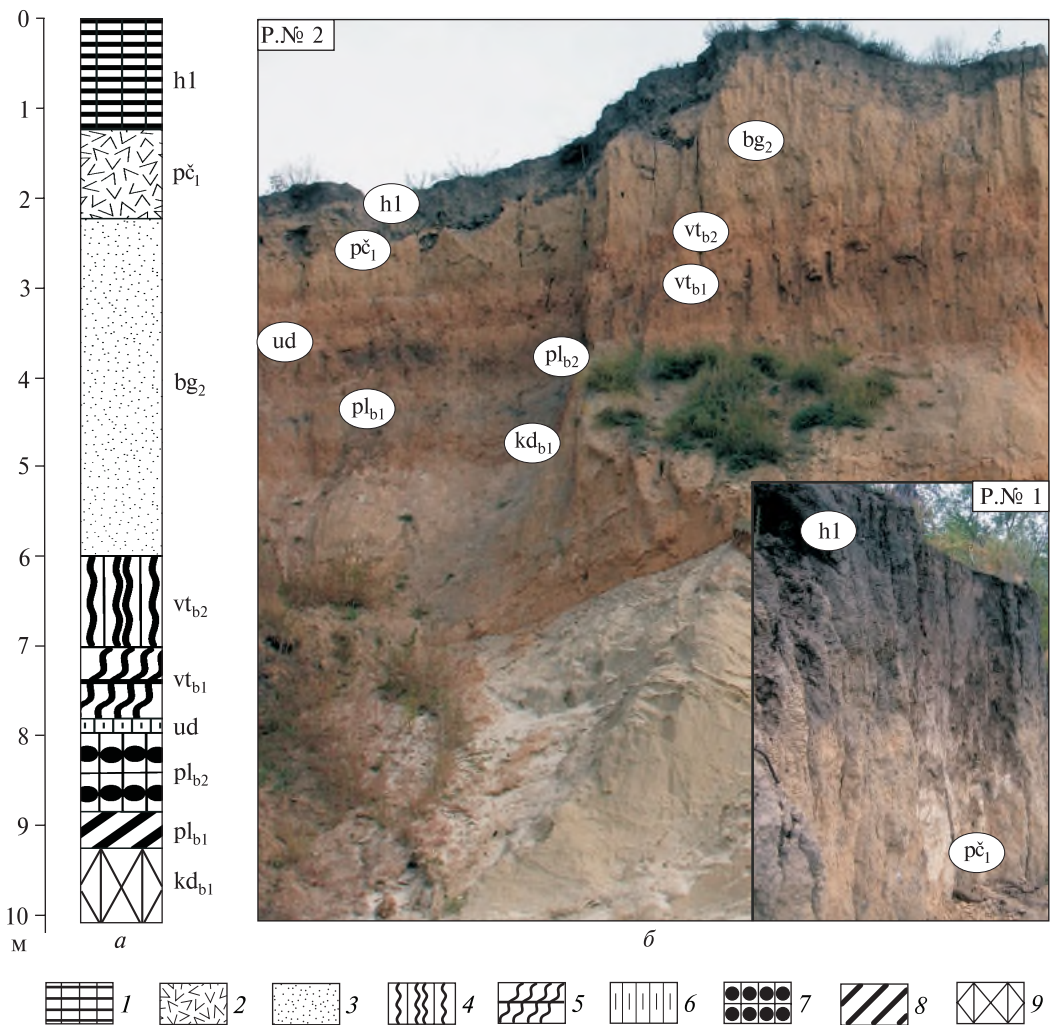 0
1
2
3
4
5
6
7
8
9
10
м
h1
pč1
bg2
vtb2
vtb1
ud
plb2
plb1
kdb1
а
Р.№ 2
bg2
h1
vtb2
pč1
vtb1
ud
plb2
plb1
kdb1
Р.№ 1
h1
pč1
б
1 2 3 4 5 6 7 8 9